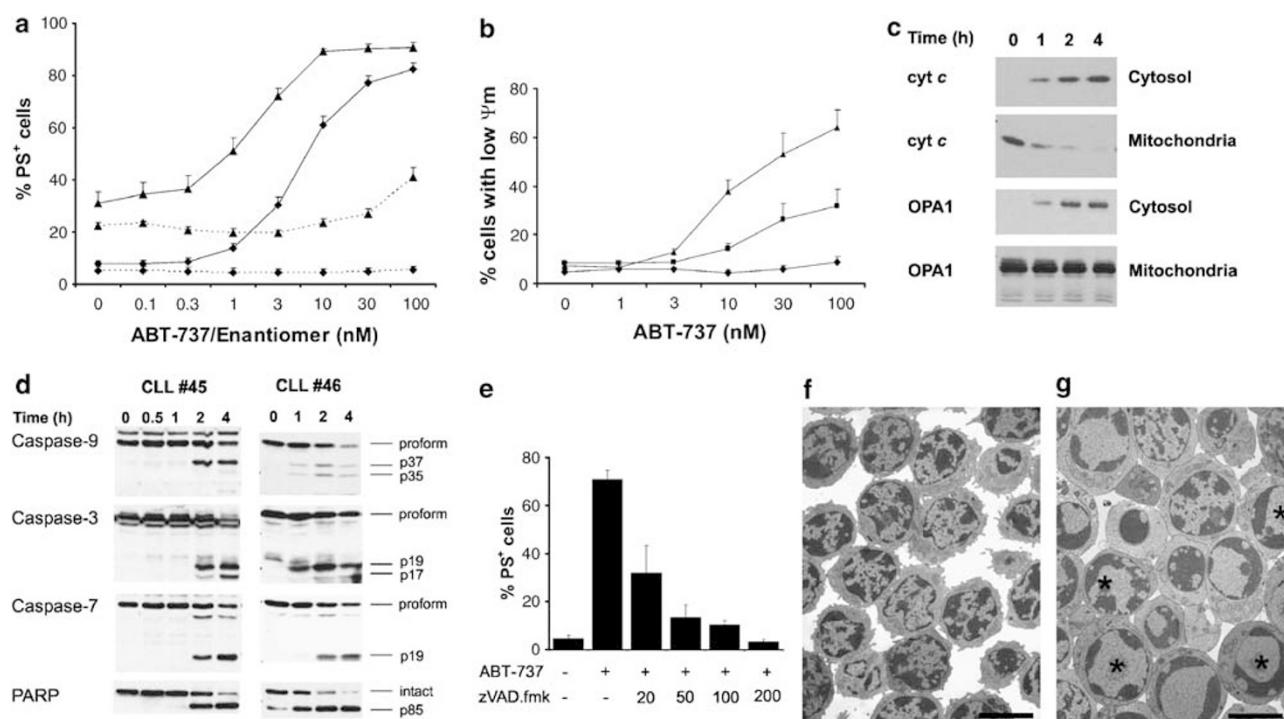 a
% PS+ cells
100
80
60
40
20
0
0 0.1 0.3 1 3 10 30 100
ABT-737/Enantiomer (nM)
b
% cells with low Ψm
80
60
40
20
0
0 1 3 10 30 100
ABT-737 (nM)
c
Time (h) 0 1 2 4
cyt c Cytosol
cyt c Mitochondria
OPA1 Cytosol
OPA1 Mitochondria
d
CLL #45 CLL #46
Time (h) 0 0.5 1 2 4 0 1 2 4
Caspase-9 proform
p37
p35
Caspase-3 proform
p19
p17
Caspase-7 proform
p19
PARP intact
p85
e
% PS+ cells
80
60
40
20
0
ABT-737 - + + + + +
zVAD.fmk - - 20 50 100 200
f
g
*
*
*
*